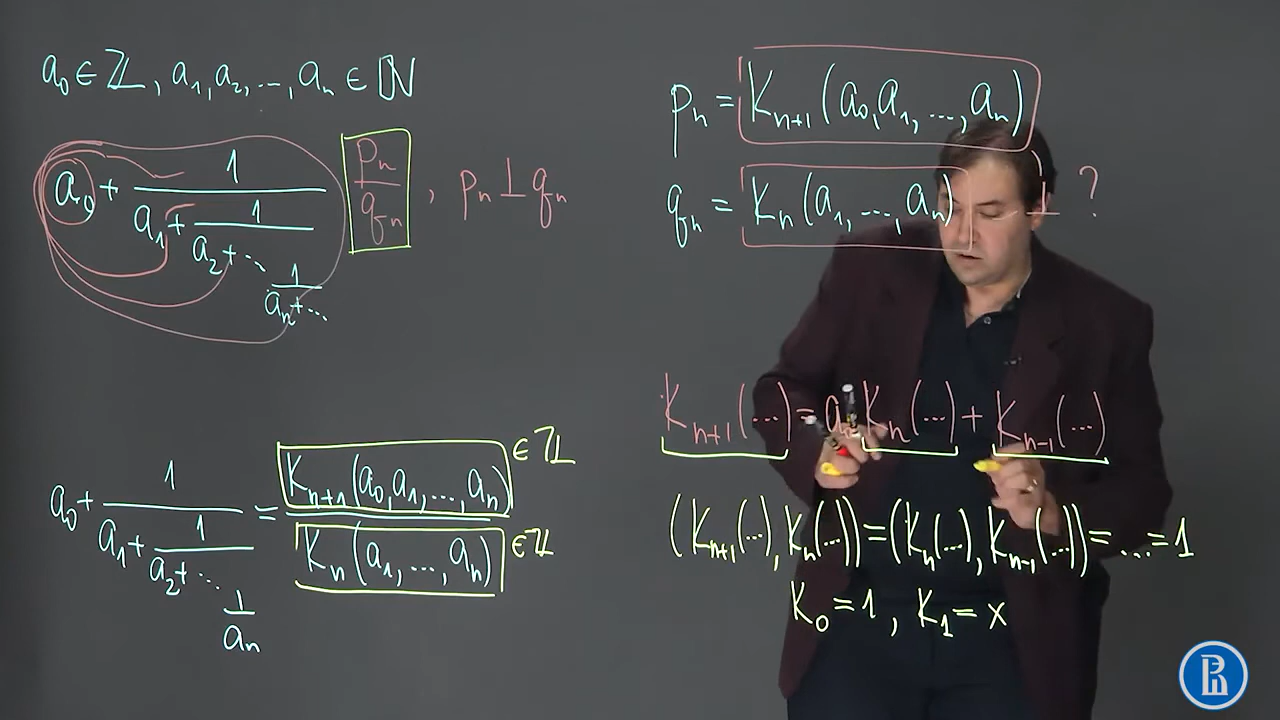 a₀ ∈ ℤ, a₁, a₂, ..., aₙ ∈ ℕ
a₀ + 1/(a₁ + 1/(a₂ + ⋱ 1/(aₙ + ...))) pₙ/qₙ , pₙ ⊥ qₙ
a₀ + 1/(a₁ + 1/(a₂ + ⋱ 1/aₙ)) = Kₙ₊₁(a₀, a₁, ..., aₙ) ∈ ℤ / Kₙ(a₁, ..., aₙ) ∈ ℤ
pₙ = Kₙ₊₁(a₀, a₁, ..., aₙ)
qₙ = Kₙ(a₁, ..., aₙ) ⊥ ?
Kₙ₊₁(...) = aₙ Kₙ(...) + Kₙ₋₁(...)
(Kₙ₊₁(...), Kₙ(...)) = (Kₙ(...), Kₙ₋₁(...)) = ... = 1
K₀ = 1, K₁ = x